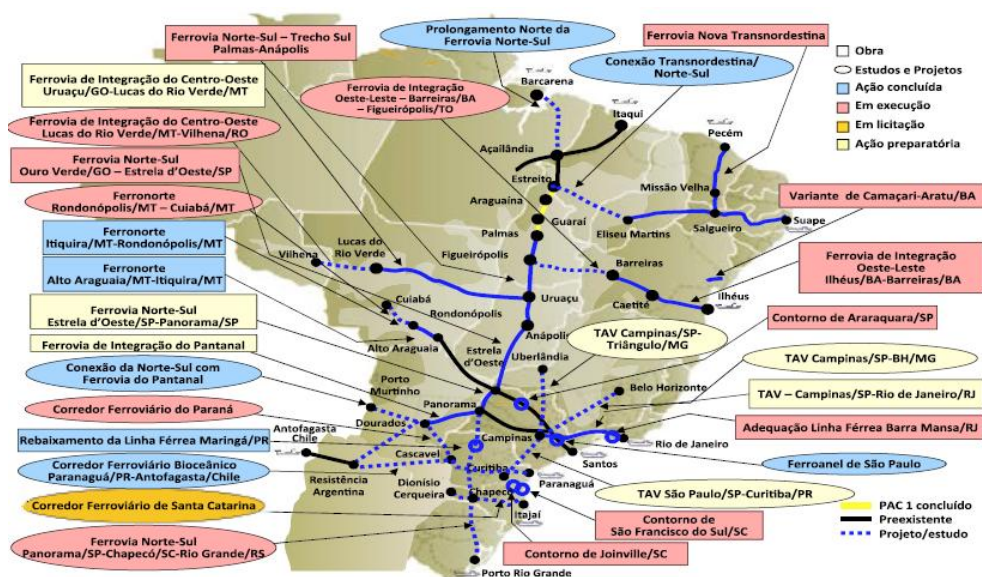 Ferrovia Norte-Sul – Trecho Sul
Palmas-Anápolis
Prolongamento Norte da
Ferrovia Norte-Sul
Ferrovia Nova Transnordestina
Conexão Transnordestina/
Norte-Sul
Obra
Estudos e Projetos
Ação concluída
Em execução
Em licitação
Ação preparatória
Ferrovia de Integração do Centro-Oeste
Uruaçu/GO-Lucas do Rio Verde/MT
Ferrovia de Integração
Oeste-Leste – Barreiras/BA
– Figueirópolis/TO
Ferrovia de Integração do Centro-Oeste
Lucas do Rio Verde/MT-Vilhena/RO
Ferrovia Norte-Sul
Ouro Verde/GO – Estrela d'Oeste/SP
Ferronorte
Rondonópolis/MT – Cuiabá/MT
Ferronorte
Itiquira/MT-Rondonópolis/MT
Ferronorte
Alto Araguaia/MT-Itiquira/MT
Ferrovia Norte-Sul
Estrela d'Oeste/SP-Panorama/SP
Ferrovia de Integração do Pantanal
Conexão da Norte-Sul com
Ferrovia do Pantanal
Corredor Ferroviário do Paraná
Rebaixamento da Linha Férrea Maringá/PR
Corredor Ferroviário Bioceânico
Paranaguá/PR-Antofagasta/Chile
Corredor Ferroviário de Santa Catarina
Ferrovia Norte-Sul
Panorama/SP-Chapecó/SC-Rio Grande/RS
Barcarena
Itaqui
Pecém
Açailândia
Estreito
Missão Velha
Araguaína
Guaraí
Eliseu Martins
Salgueiro
Suape
Palmas
Lucas do
Rio Verde
Figueirópolis
Barreiras
Vilhena
Caetité
Ilhéus
Cuiabá
Uruaçu
Rondonópolis
Anápolis
Alto Araguaia
Estrela
d'Oeste
Uberlândia
Porto
Murtinho
Belo Horizonte
Panorama
Dourados
Antofagasta
Chile
Campinas
Rio de Janeiro
Cascavel
Santos
Curitiba
Resistência
Argentina
Dionísio
Cerqueira
Paranaguá
Chapecó
Itajaí
Porto Rio Grande
Variante de Camaçari-Aratu/BA
Ferrovia de Integração
Oeste-Leste
Ilhéus/BA-Barreiras/BA
Contorno de Araraquara/SP
TAV Campinas/SP-
Triângulo/MG
TAV Campinas/SP-BH/MG
TAV – Campinas/SP-Rio de Janeiro/RJ
Adequação Linha Férrea Barra Mansa/RJ
Ferroanel de São Paulo
TAV São Paulo/SP-Curitiba/PR
Contorno de
São Francisco do Sul/SC
Contorno de Joinville/SC
PAC 1 concluído
Preexistente
Projeto/estudo